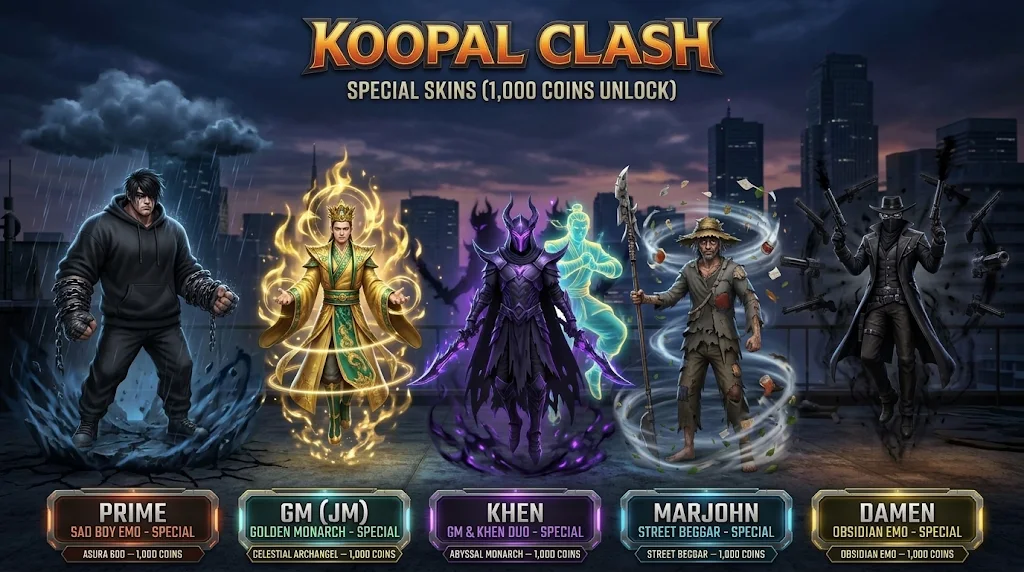 KOOPAL CLASH
SPECIAL SKINS (1,000 COINS UNLOCK)
PRIME
SAD BOY EMO - SPECIAL
ASURA 600 – 1,000 COINS
GM (JM)
GOLDEN MONARCH - SPECIAL
CELESTIAL ARCHANGEL – 1,000 COINS
KHEN
GM & KHEN DUO - SPECIAL
ABYSSAL MONARCH – 1,000 COINS
MARJOHN
STREET BEGGAR - SPECIAL
STREET BEGGAR – 1,000 COINS
DAMEN
OBSIDIAN EMO - SPECIAL
OBSIDIAN EMO – 1,000 COINS